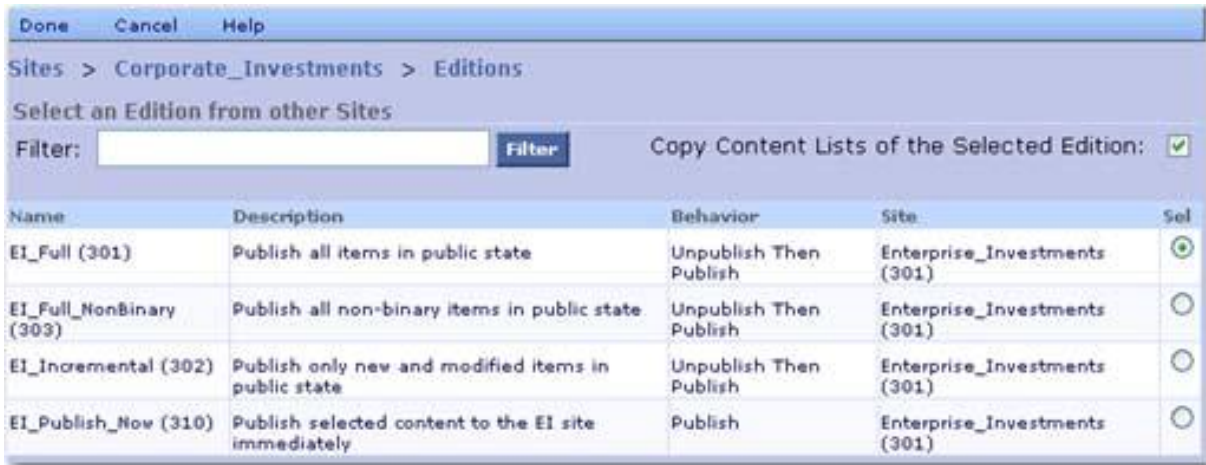 Done Cancel Help
Sites > Corporate_Investments > Editions
Select an Edition from other Sites
Filter: Filter Copy Content Lists of the Selected Edition:
Name Description Behavior Site Sel
EI_Full (301) Publish all items in public state Unpublish Then Enterprise_Investments
Publish (301)
EI_Full_NonBinary Publish all non-binary items in public state Unpublish Then Enterprise_Investments
(303) Publish (301)
EI_Incremental (302) Publish only new and modified items in Unpublish Then Enterprise_Investments
public state Publish (301)
EI_Publish_Now (310) Publish selected content to the EI site Publish Enterprise_Investments
immediately (301)